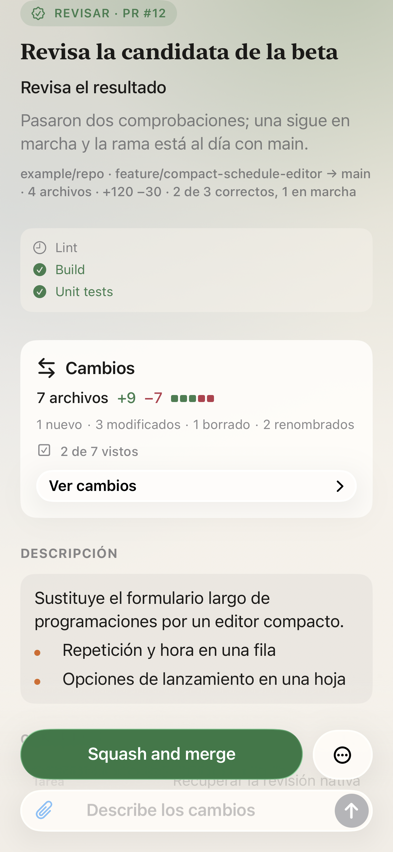 REVISAR · PR #12
Revisa la candidata de la beta
Revisa el resultado
Pasaron dos comprobaciones; una sigue en
marcha y la rama está al día con main.
example/repo · feature/compact-schedule-editor → main
· 4 archivos · +120 −30 · 2 de 3 correctos, 1 en marcha
Lint
Build
Unit tests
Cambios
7 archivos +9 −7
1 nuevo · 3 modificados · 1 borrado · 2 renombrados
2 de 7 vistos
Ver cambios
DESCRIPCIÓN
Sustituye el formulario largo de
programaciones por un editor compacto.
• Repetición y hora en una fila
• Opciones de lanzamiento en una hoja
Squash and merge
Recuperar la revisión nativa
Describe los cambios